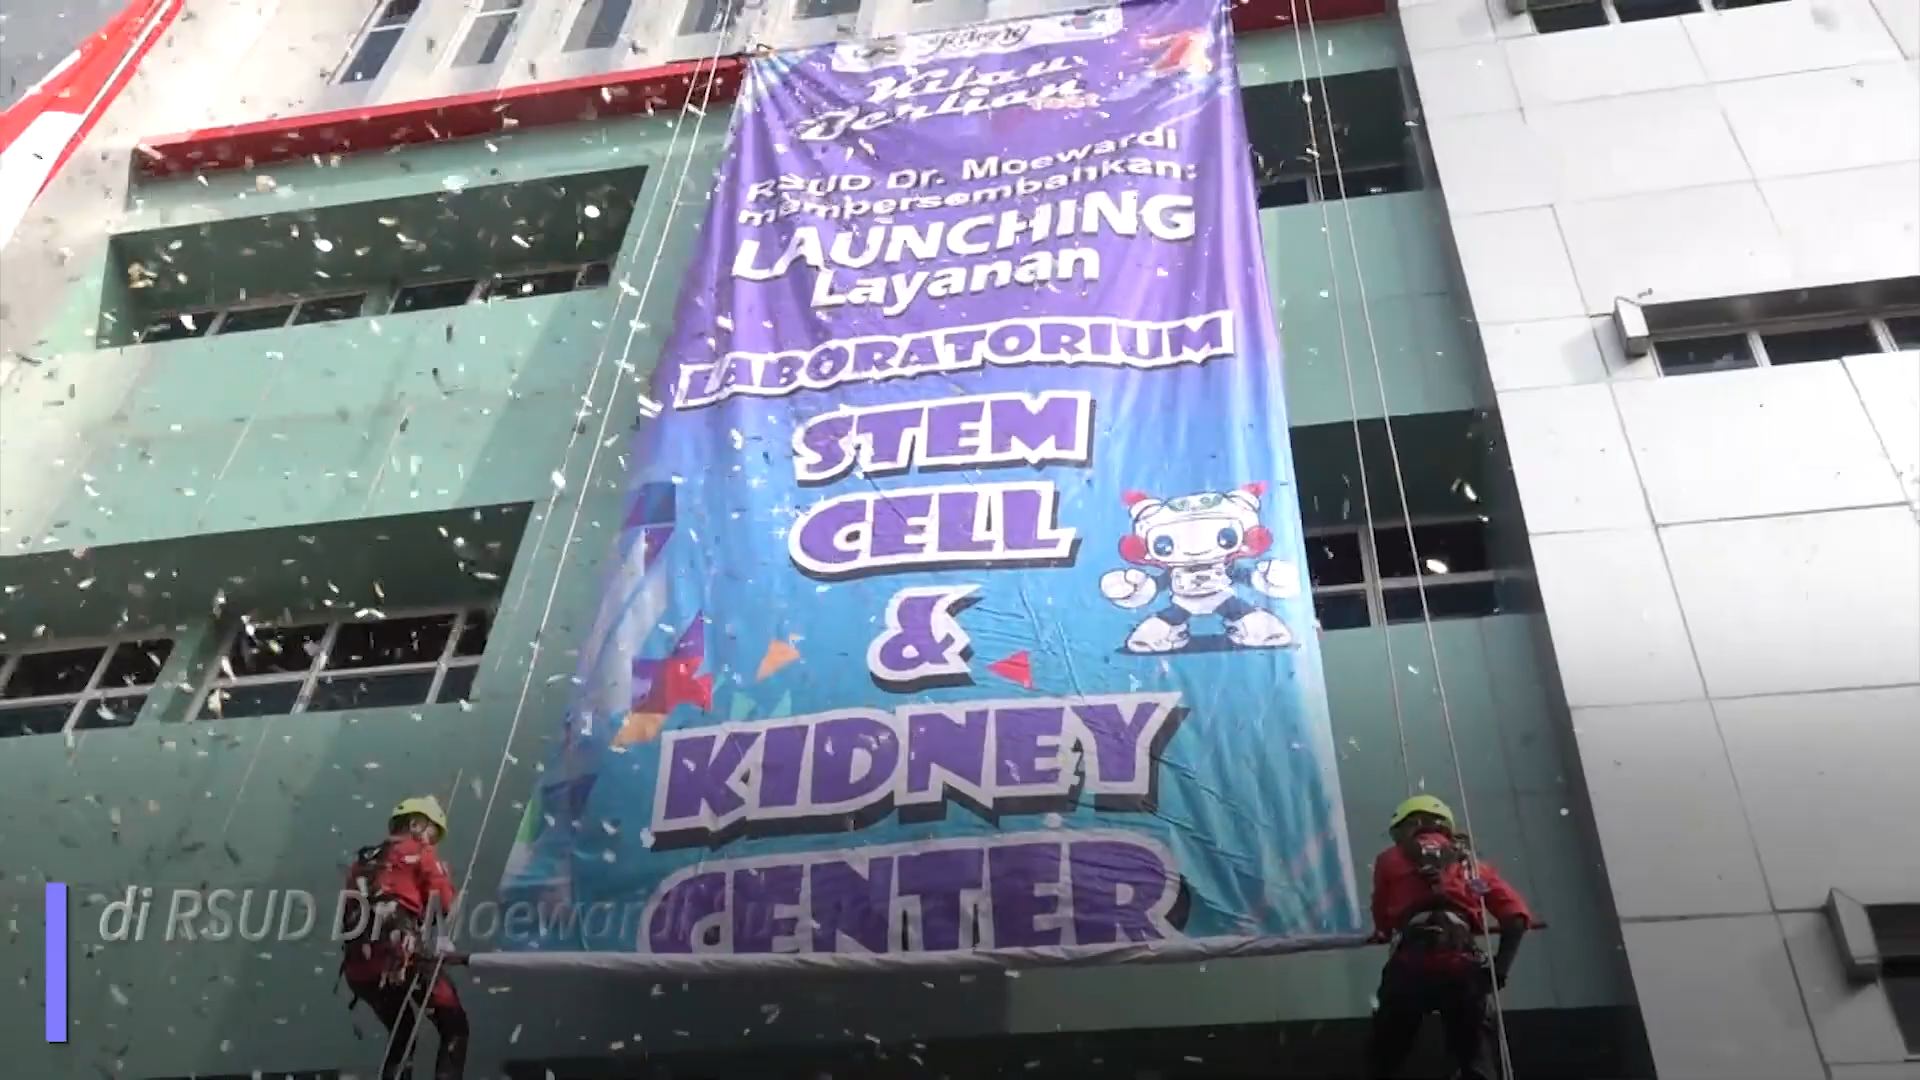 Kilau
Berlian
RSUD Dr. Moewardi
mempersembahkan:
LAUNCHING
Layanan
LABORATORIUM
STEM
CELL
&
KIDNEY
CENTER
di RSUD Dr. Moewardi